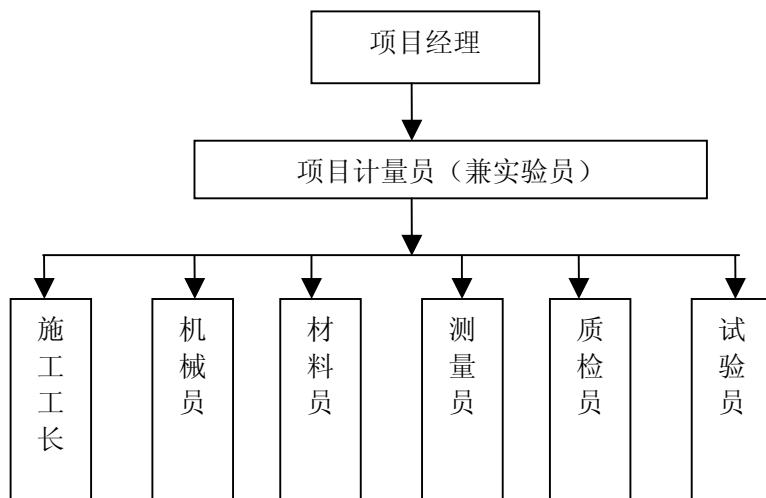 项目经理
项目计量员（兼实验员）
施工工长
机械员
材料员
测量员
质检员
试验员